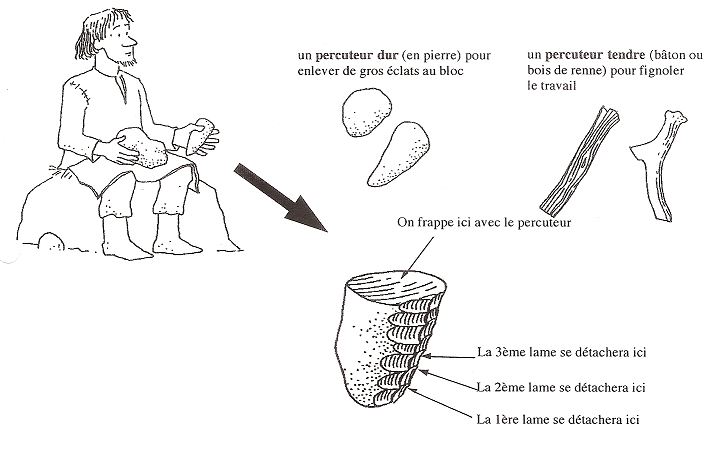 un percuteur dur (en pierre) pour
enlever de gros éclats au bloc
un percuteur tendre (bâton ou
bois de renne) pour fignoler
le travail
On frappe ici avec le percuteur
La 3ème lame se détachera ici
La 2ème lame se détachera ici
La 1ère lame se détachera ici